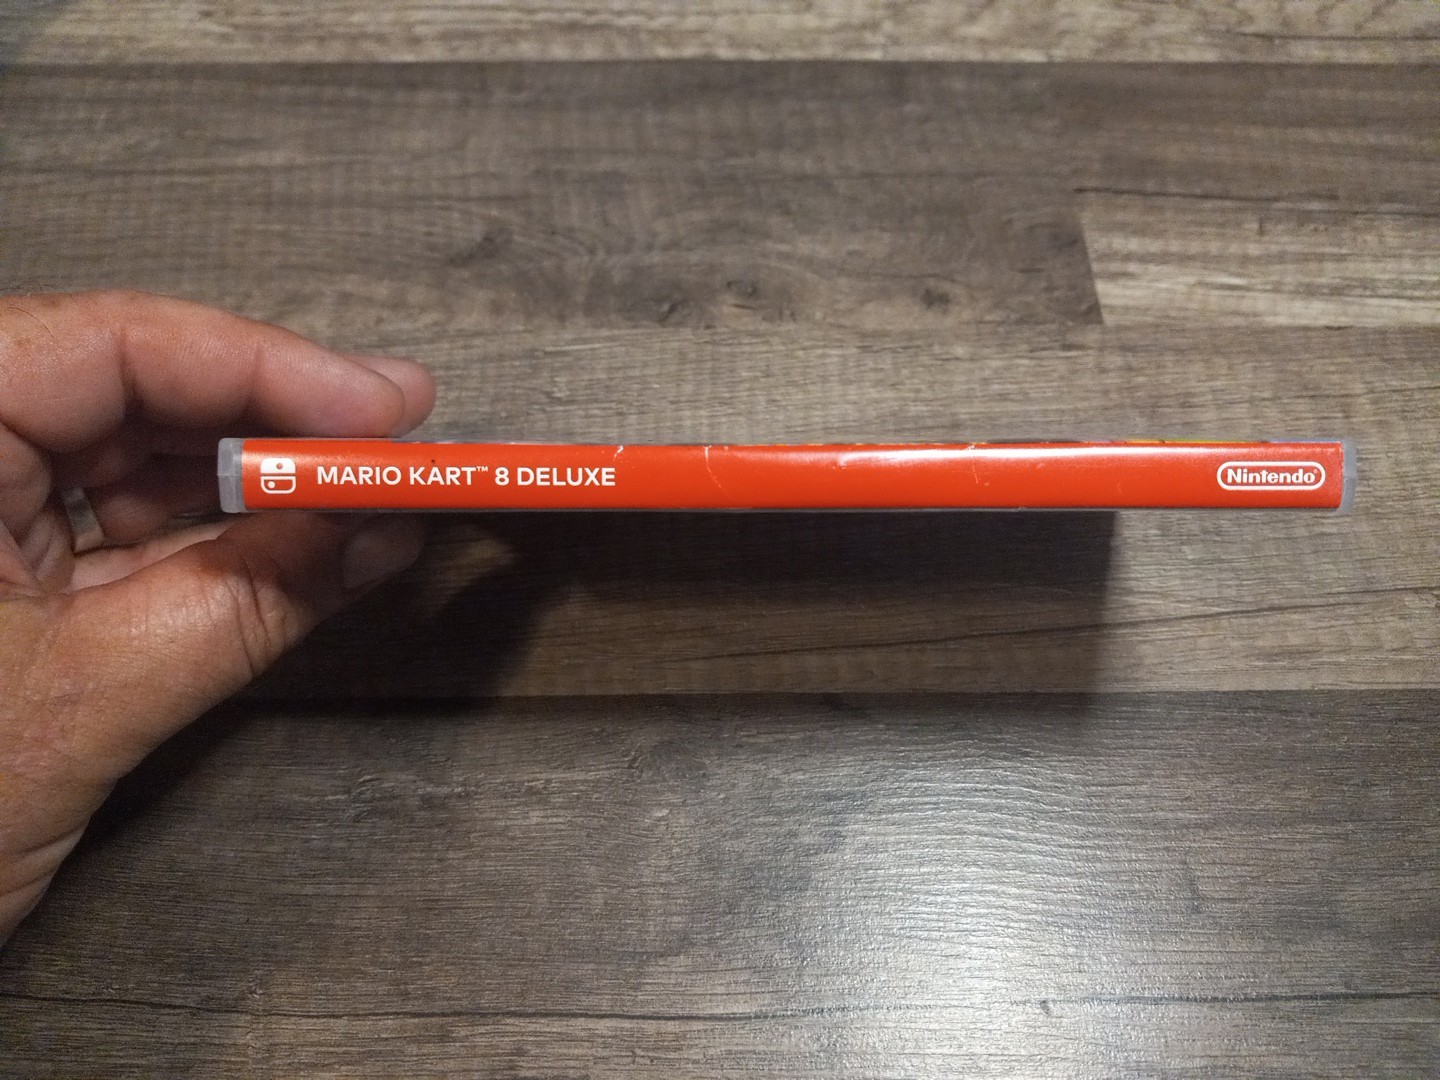 MARIO KART™ 8 DELUXE
Nintendo®